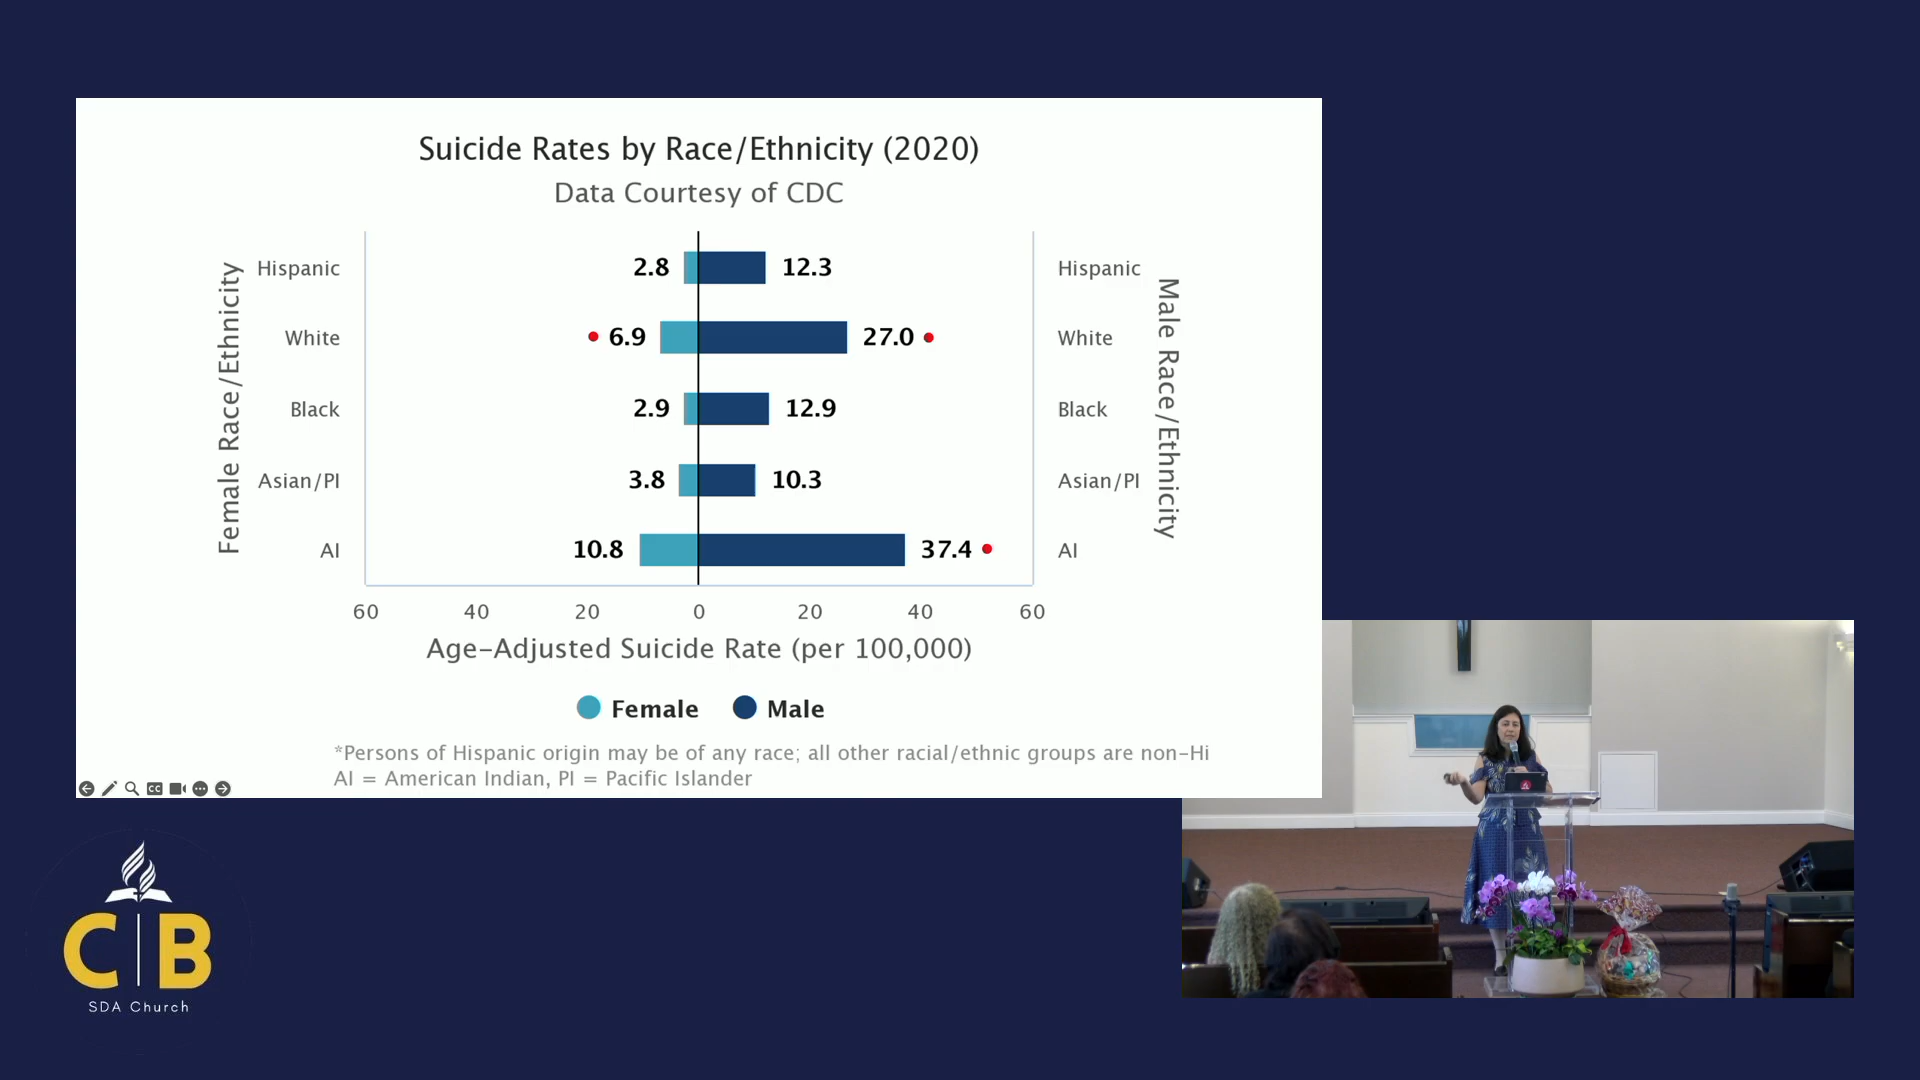 Suicide Rates by Race/Ethnicity (2020)
Data Courtesy of CDC
Female Race/Ethnicity
Male Race/Ethnicity
Hispanic 2.8 12.3 Hispanic
White 6.9 27.0 White
Black 2.9 12.9 Black
Asian/PI 3.8 10.3 Asian/PI
AI 10.8 37.4 AI
60 40 20 0 20 40 60
Age-Adjusted Suicide Rate (per 100,000)
Female Male
*Persons of Hispanic origin may be of any race; all other racial/ethnic groups are non-Hi
AI = American Indian, PI = Pacific Islander
CC
C|B
SDA Church